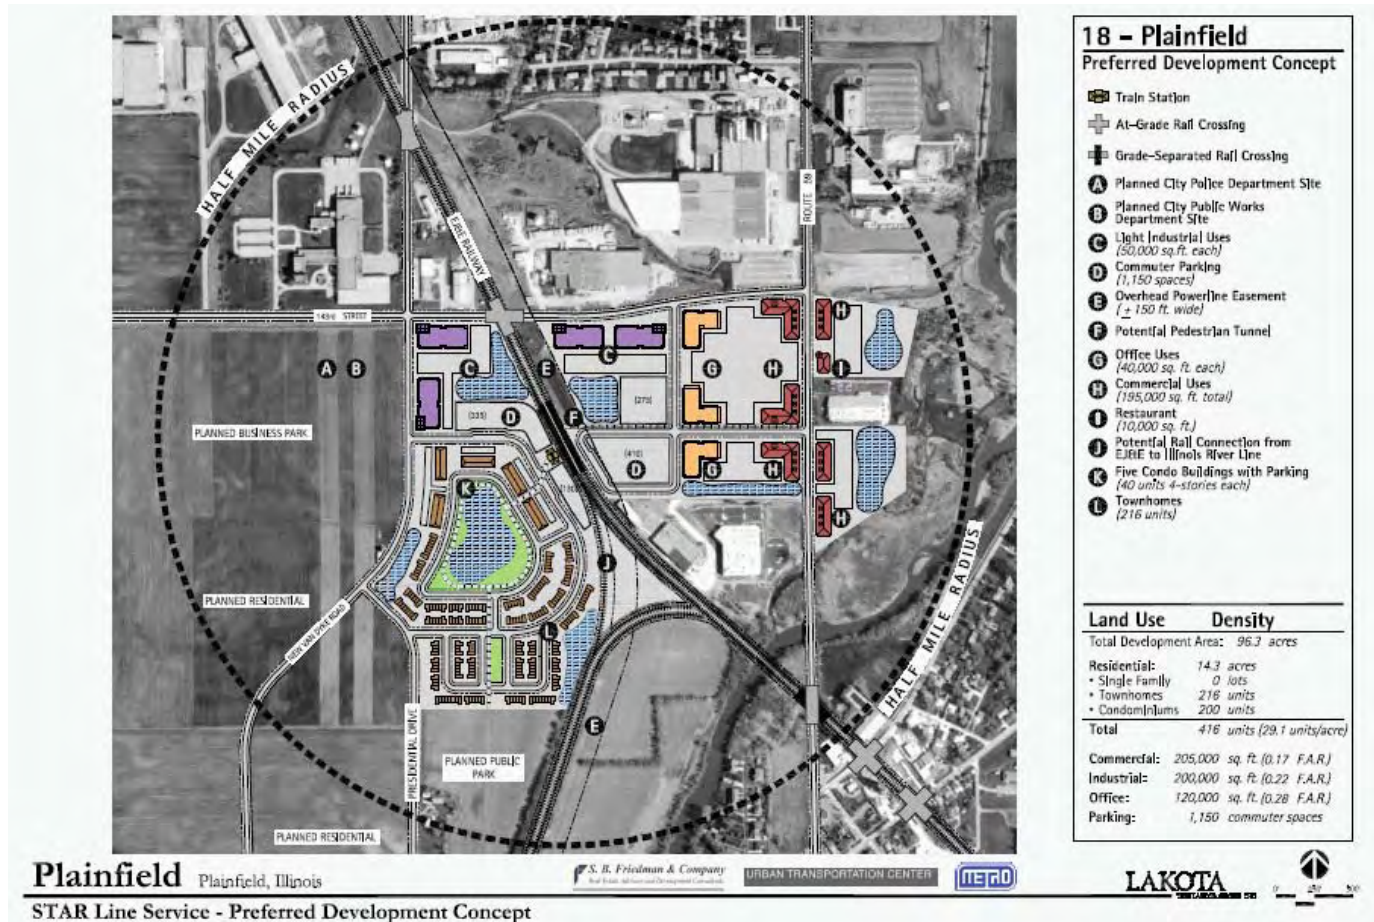 18 – Plainfield
Preferred Development Concept
Train Station
At–Grade Rail Crossing
Grade–Separated Rail Crossing
A Planned City Police Department Site
B Planned City Public Works
Department Site
C Light Industrial Uses
(50,000 sq.ft. each)
D Commuter Parking
(1,150 spaces)
E Overhead Powerline Easement
(± 150 ft. wide)
F Potential Pedestrian Tunnel
G Office Uses
(40,000 sq. ft. each)
H Commercial Uses
(195,000 sq. ft. total)
I Restaurant
(10,000 sq. ft.)
J Potential Rail Connection from
EJ&E to Illinois River Line
K Five Condo Buildings with Parking
(40 units 4-stories each)
L Townhomes
(216 units)
Land Use Density
Total Development Area: 96.3 acres
Residential: 14.3 acres
• Single Family 0 lots
• Townhomes 216 units
• Condominiums 200 units
Total 416 units (29.1 units/acre)
Commercial: 205,000 sq. ft. (0.17 F.A.R.)
Industrial: 200,000 sq. ft. (0.22 F.A.R.)
Office: 120,000 sq. ft. (0.28 F.A.R.)
Parking: 1,150 commuter spaces
HALF MILE RADIUS
EJ&E RAILWAY
ROUTE 59
143rd STREET
A B
C
C
E
G
H
H
I
D
F
(335)
(275)
(410)
D
G
H
H
K
J
L
E
PLANNED BUSINESS PARK
PLANNED RESIDENTIAL
NEW VAN DYKE ROAD
PRESIDENTIAL DRIVE
PLANNED PUBLIC
PARK
PLANNED RESIDENTIAL
HALF MILE RADIUS
Plainfield Plainfield, Illinois
S. B. Friedman & Company
URBAN TRANSPORTATION CENTER
METRO
LAKOTA
STAR Line Service - Preferred Development Concept